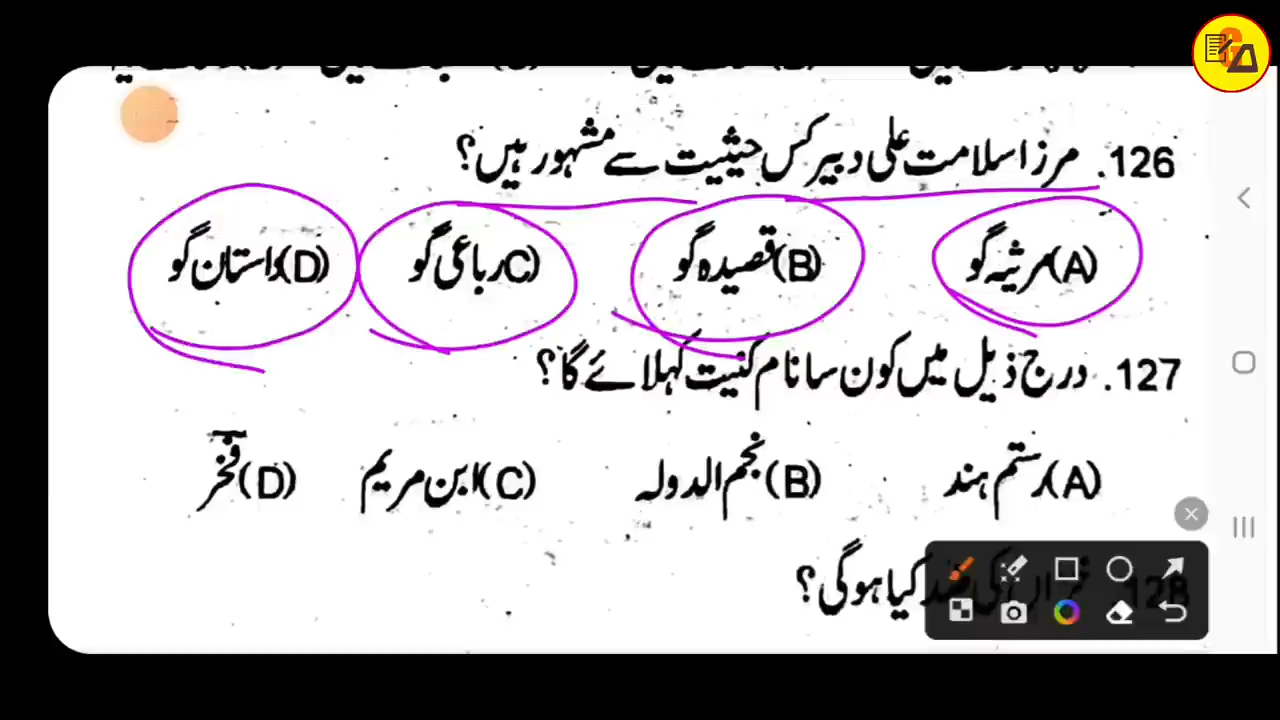 126. مرزا سلامت علی دبیر کس حیثیت سے مشہور ہیں؟
(A) مرثیہ گو (B) قصیدہ گو (C) رباعی گو (D) داستان گو
127. درج ذیل میں کون سا نام کنیت کہلائے گا؟
(A) رستم ہند (B) نجم الدولہ (C) ابن مریم (D) فخر
128 کیا ہوگی؟